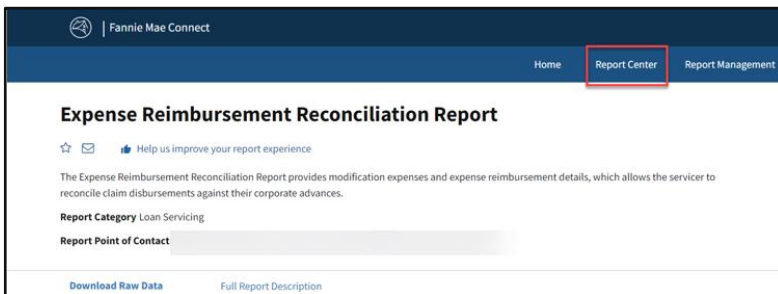 Fannie Mae Connect
Home Report Center Report Management
Expense Reimbursement Reconciliation Report
Help us improve your report experience
The Expense Reimbursement Reconciliation Report provides modification expenses and expense reimbursement details, which allows the servicer to
reconcile claim disbursements against their corporate advances.
Report Category Loan Servicing
Report Point of Contact
Download Raw Data Full Report Description